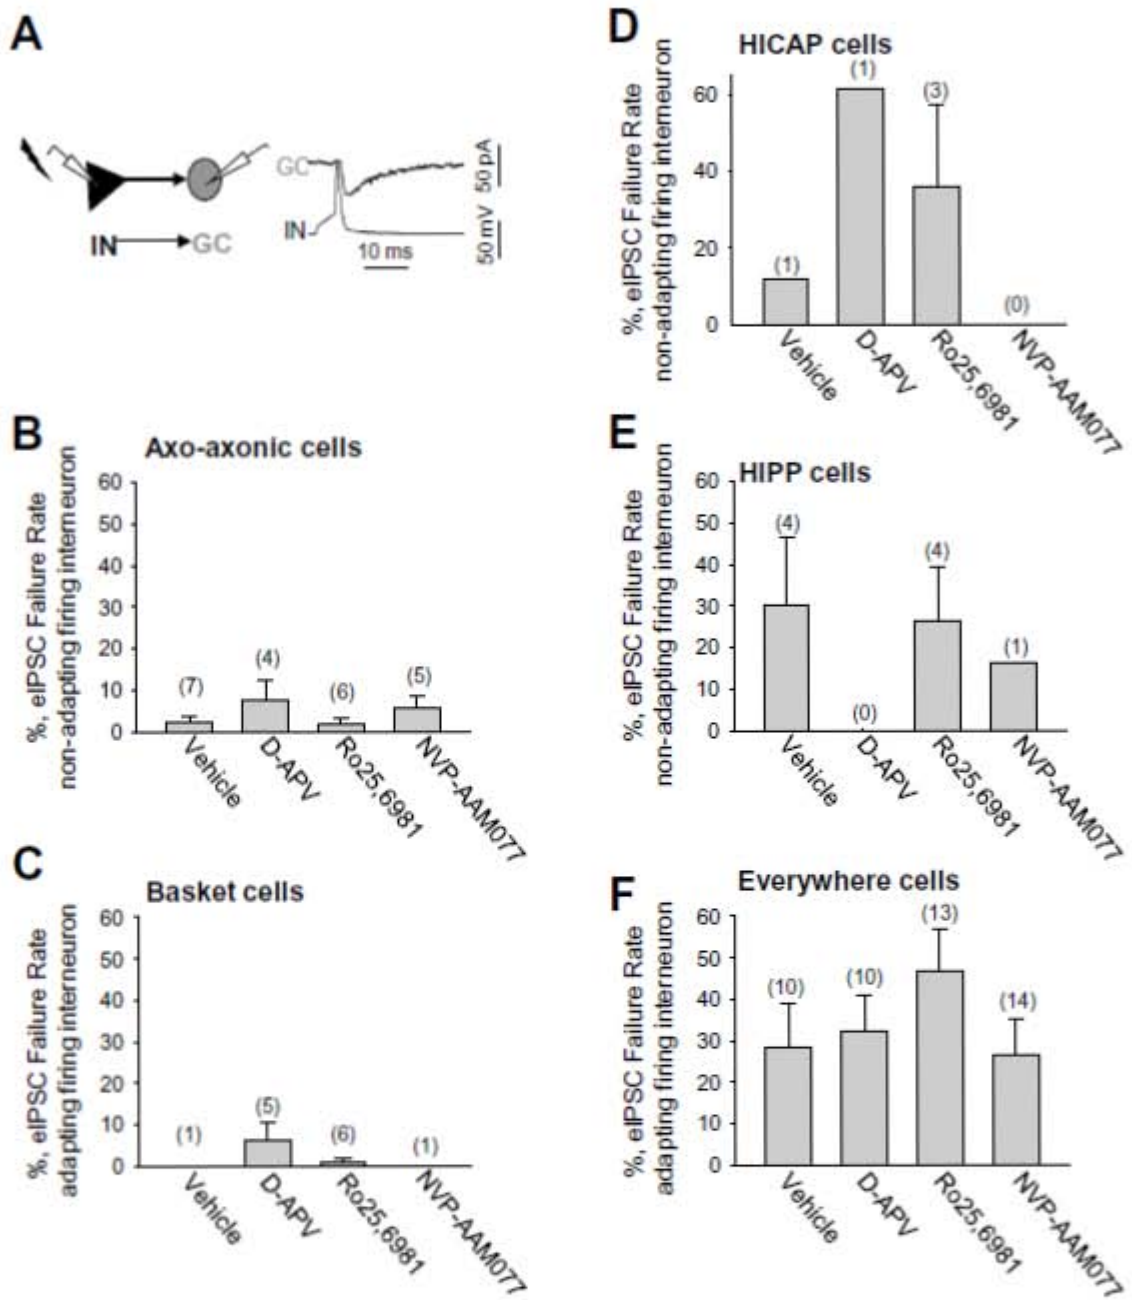 A
GC
50 pA
IN
50 mV
10 ms
IN GC
B
Axo-axonic cells
%, eIPSC Failure Rate
non-adapting firing interneuron
60
50
40
30
20
10
0
(7)
(4)
(6)
(5)
Vehicle
D-APV
Ro25,6981
NVP-AAM077
C
Basket cells
%, eIPSC Failure Rate
adapting firing interneuron
60
50
40
30
20
10
0
(1)
(5)
(6)
(1)
Vehicle
D-APV
Ro25,6981
NVP-AAM077
D
HICAP cells
%, eIPSC Failure Rate
non-adapting firing interneuron
60
40
20
0
(1)
(1)
(3)
(0)
Vehicle
D-APV
Ro25,6981
NVP-AAM077
E
HIPP cells
%, eIPSC Failure Rate
non-adapting firing interneuron
60
50
40
30
20
10
0
(4)
(0)
(4)
(1)
Vehicle
D-APV
Ro25,6981
NVP-AAM077
F
Everywhere cells
%, eIPSC Failure Rate
adapting firing interneuron
60
50
40
30
20
10
0
(10)
(10)
(13)
(14)
Vehicle
D-APV
Ro25,6981
NVP-AAM077